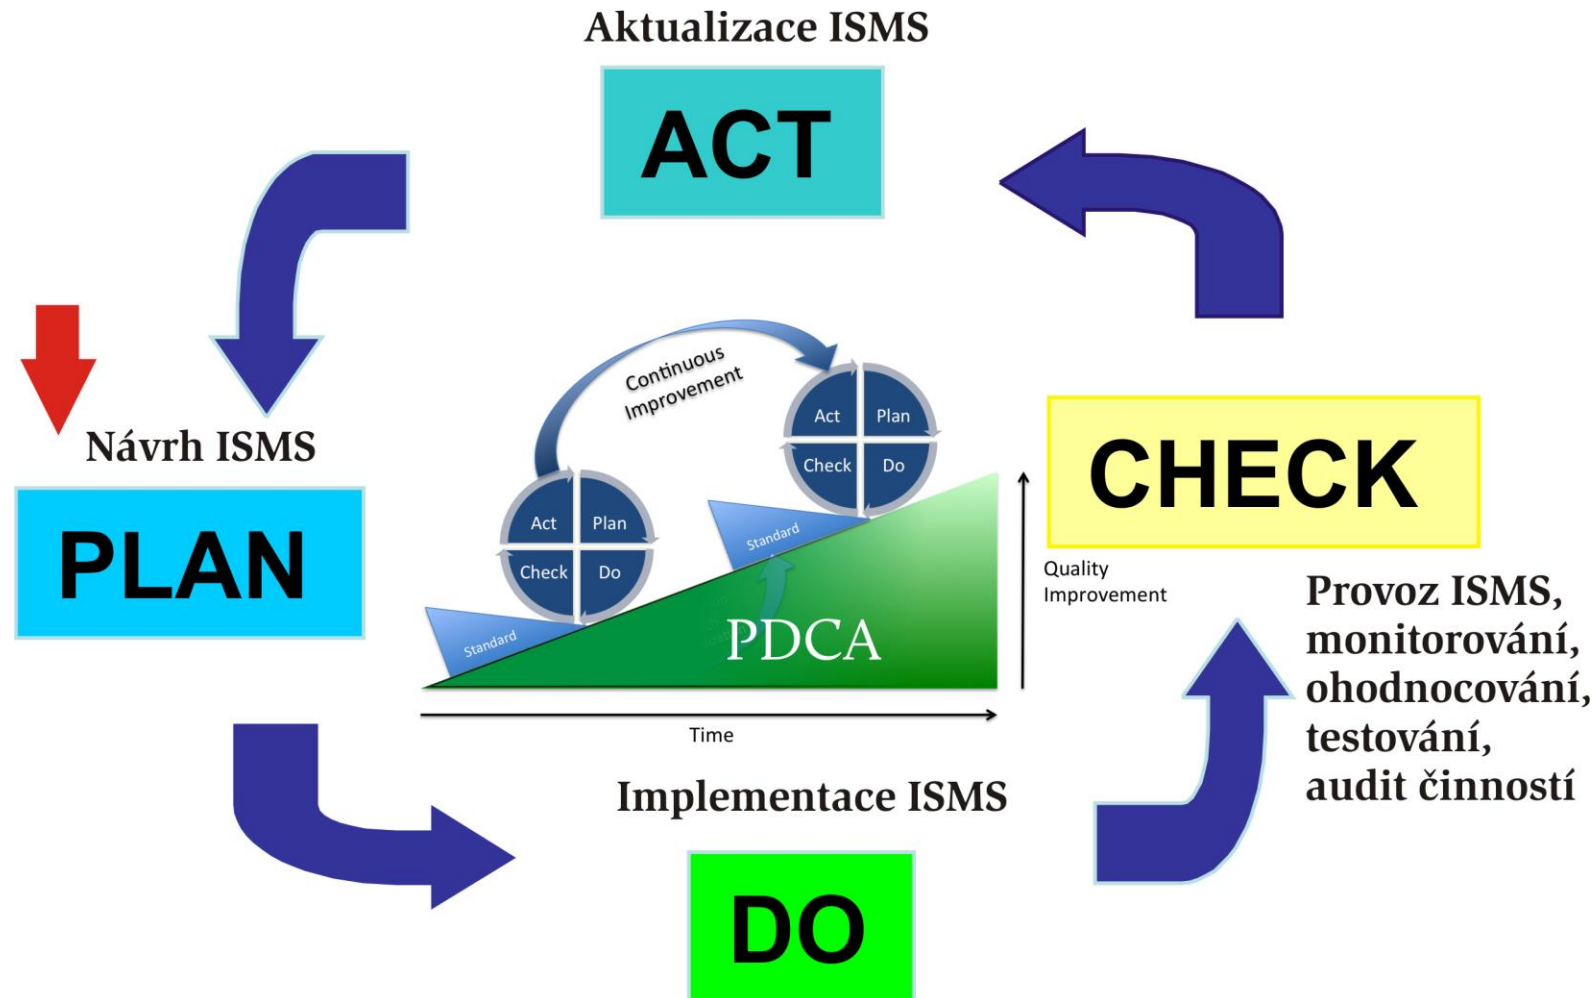 Aktualizace ISMS
ACT
Návrh ISMS
PLAN
Continuous
Improvement
Act
Plan
Check
Do
Act
Plan
Check
Do
Standard
Standard
PDCA
Time
Quality
Improvement
CHECK
Provoz ISMS,
monitorování,
ohodnocování,
testování,
audit činností
Implementace ISMS
DO